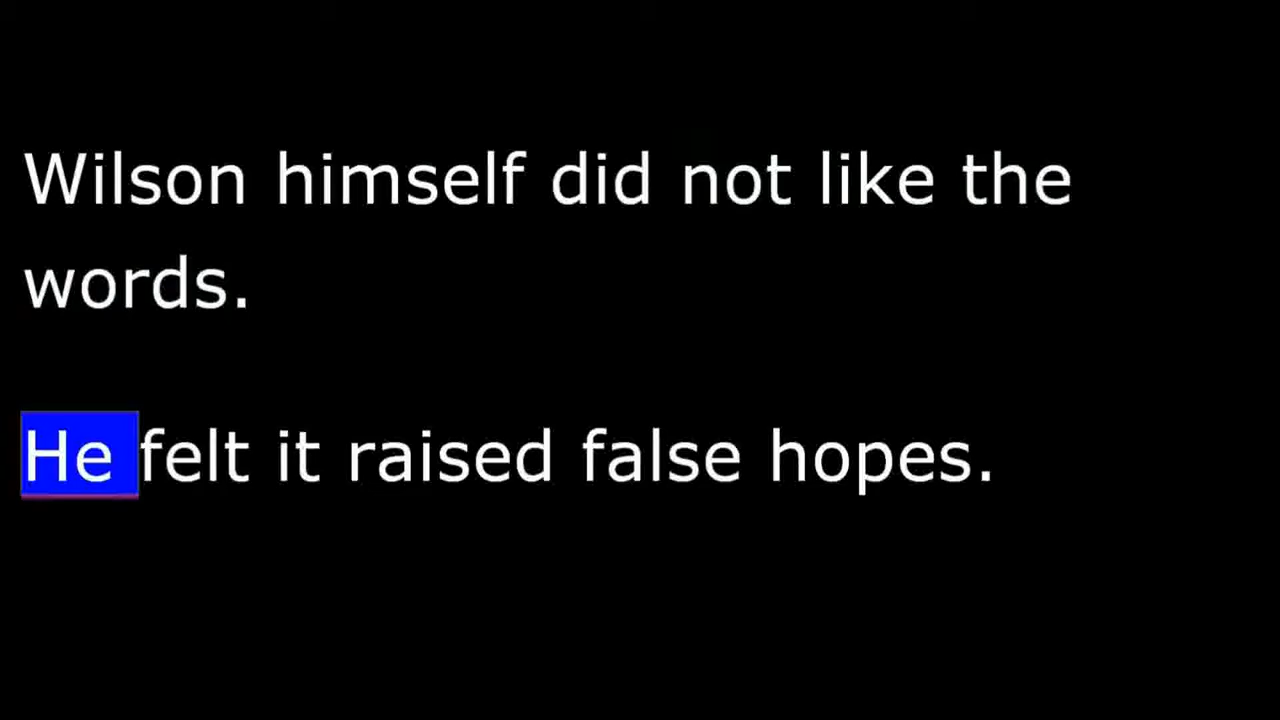 Wilson himself did not like the
words.
He felt it raised false hopes.